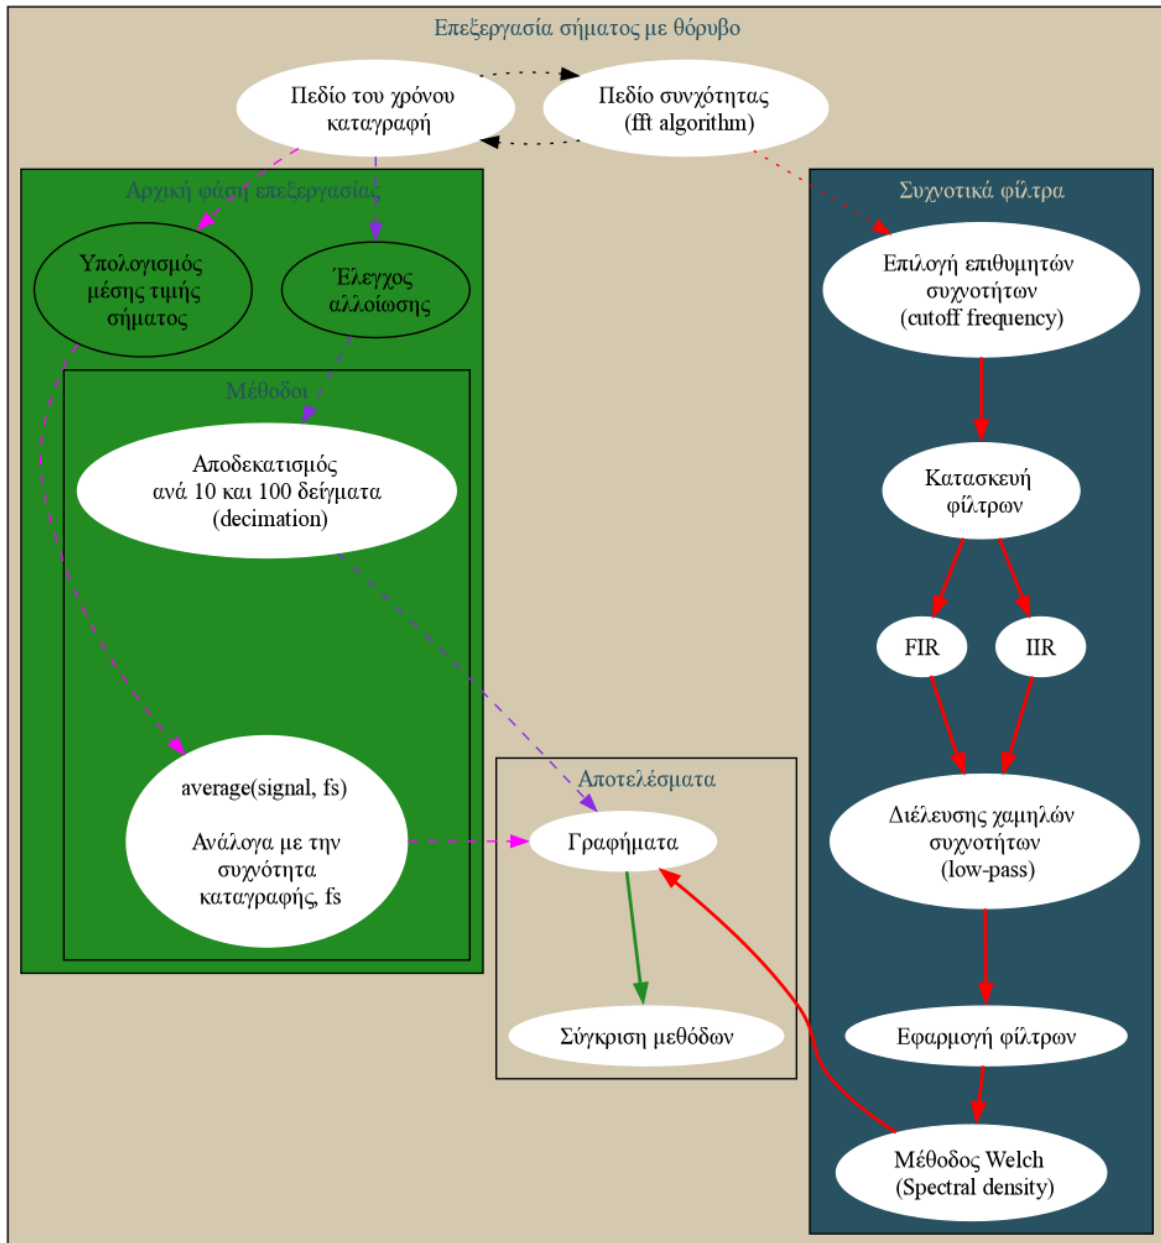 Επεξεργασία σήματος με θόρυβο
Πεδίο του χρόνου
καταγραφή
Πεδίο συνχότητας
(fft algorithm)
Αρχική φάση επεξεργασίας
Υπολογισμός
μέσης τιμής
σήματος
Έλεγχος
αλλοίωσης
Μέθοδοι
Αποδεκατισμός
ανά 10 και 100 δείγματα
(decimation)
average(signal, fs)
Ανάλογα με την
συχνότητα
καταγραφής, fs
Αποτελέσματα
Γραφήματα
Σύγκριση μεθόδων
Συχνοτικά φίλτρα
Επιλογή επιθυμητών
συχνοτήτων
(cutoff frequency)
Κατασκευή
φίλτρων
FIR
IIR
Διέλευσης χαμηλών
συχνοτήτων
(low-pass)
Εφαρμογή φίλτρων
Μέθοδος Welch
(Spectral density)